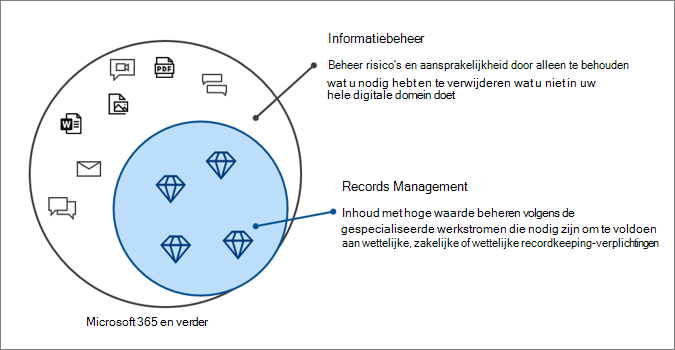 Informatiebeheer
Beheer risico's en aansprakelijkheid door alleen te behouden
wat u nodig hebt en te verwijderen wat u niet in uw
hele digitale domein doet
PDF
W
Records Management
Inhoud met hoge waarde beheren volgens de
gespecialiseerde werkstromen die nodig zijn om te voldoen
aan wettelijke, zakelijke of wettelijke recordkeeping-verplichtingen
Microsoft 365 en verder